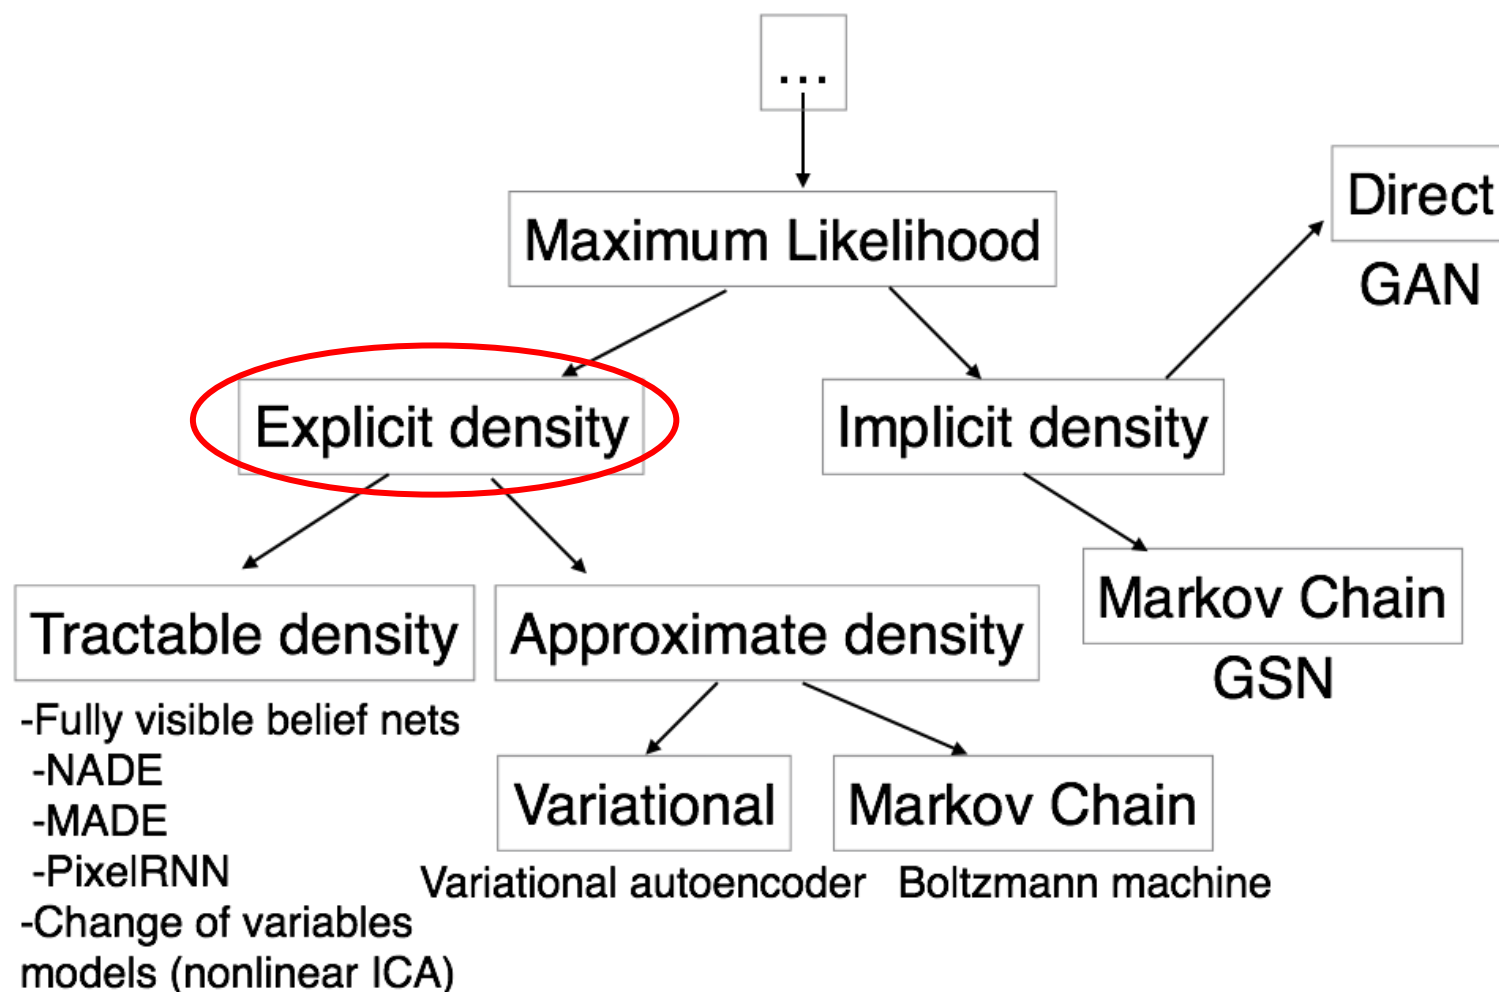 ...
Maximum Likelihood
Direct
GAN
Explicit density
Implicit density
Markov Chain
GSN
Tractable density
Approximate density
-Fully visible belief nets
-NADE
-MADE
-PixelRNN
-Change of variables
models (nonlinear ICA)
Variational
Markov Chain
Variational autoencoder
Boltzmann machine